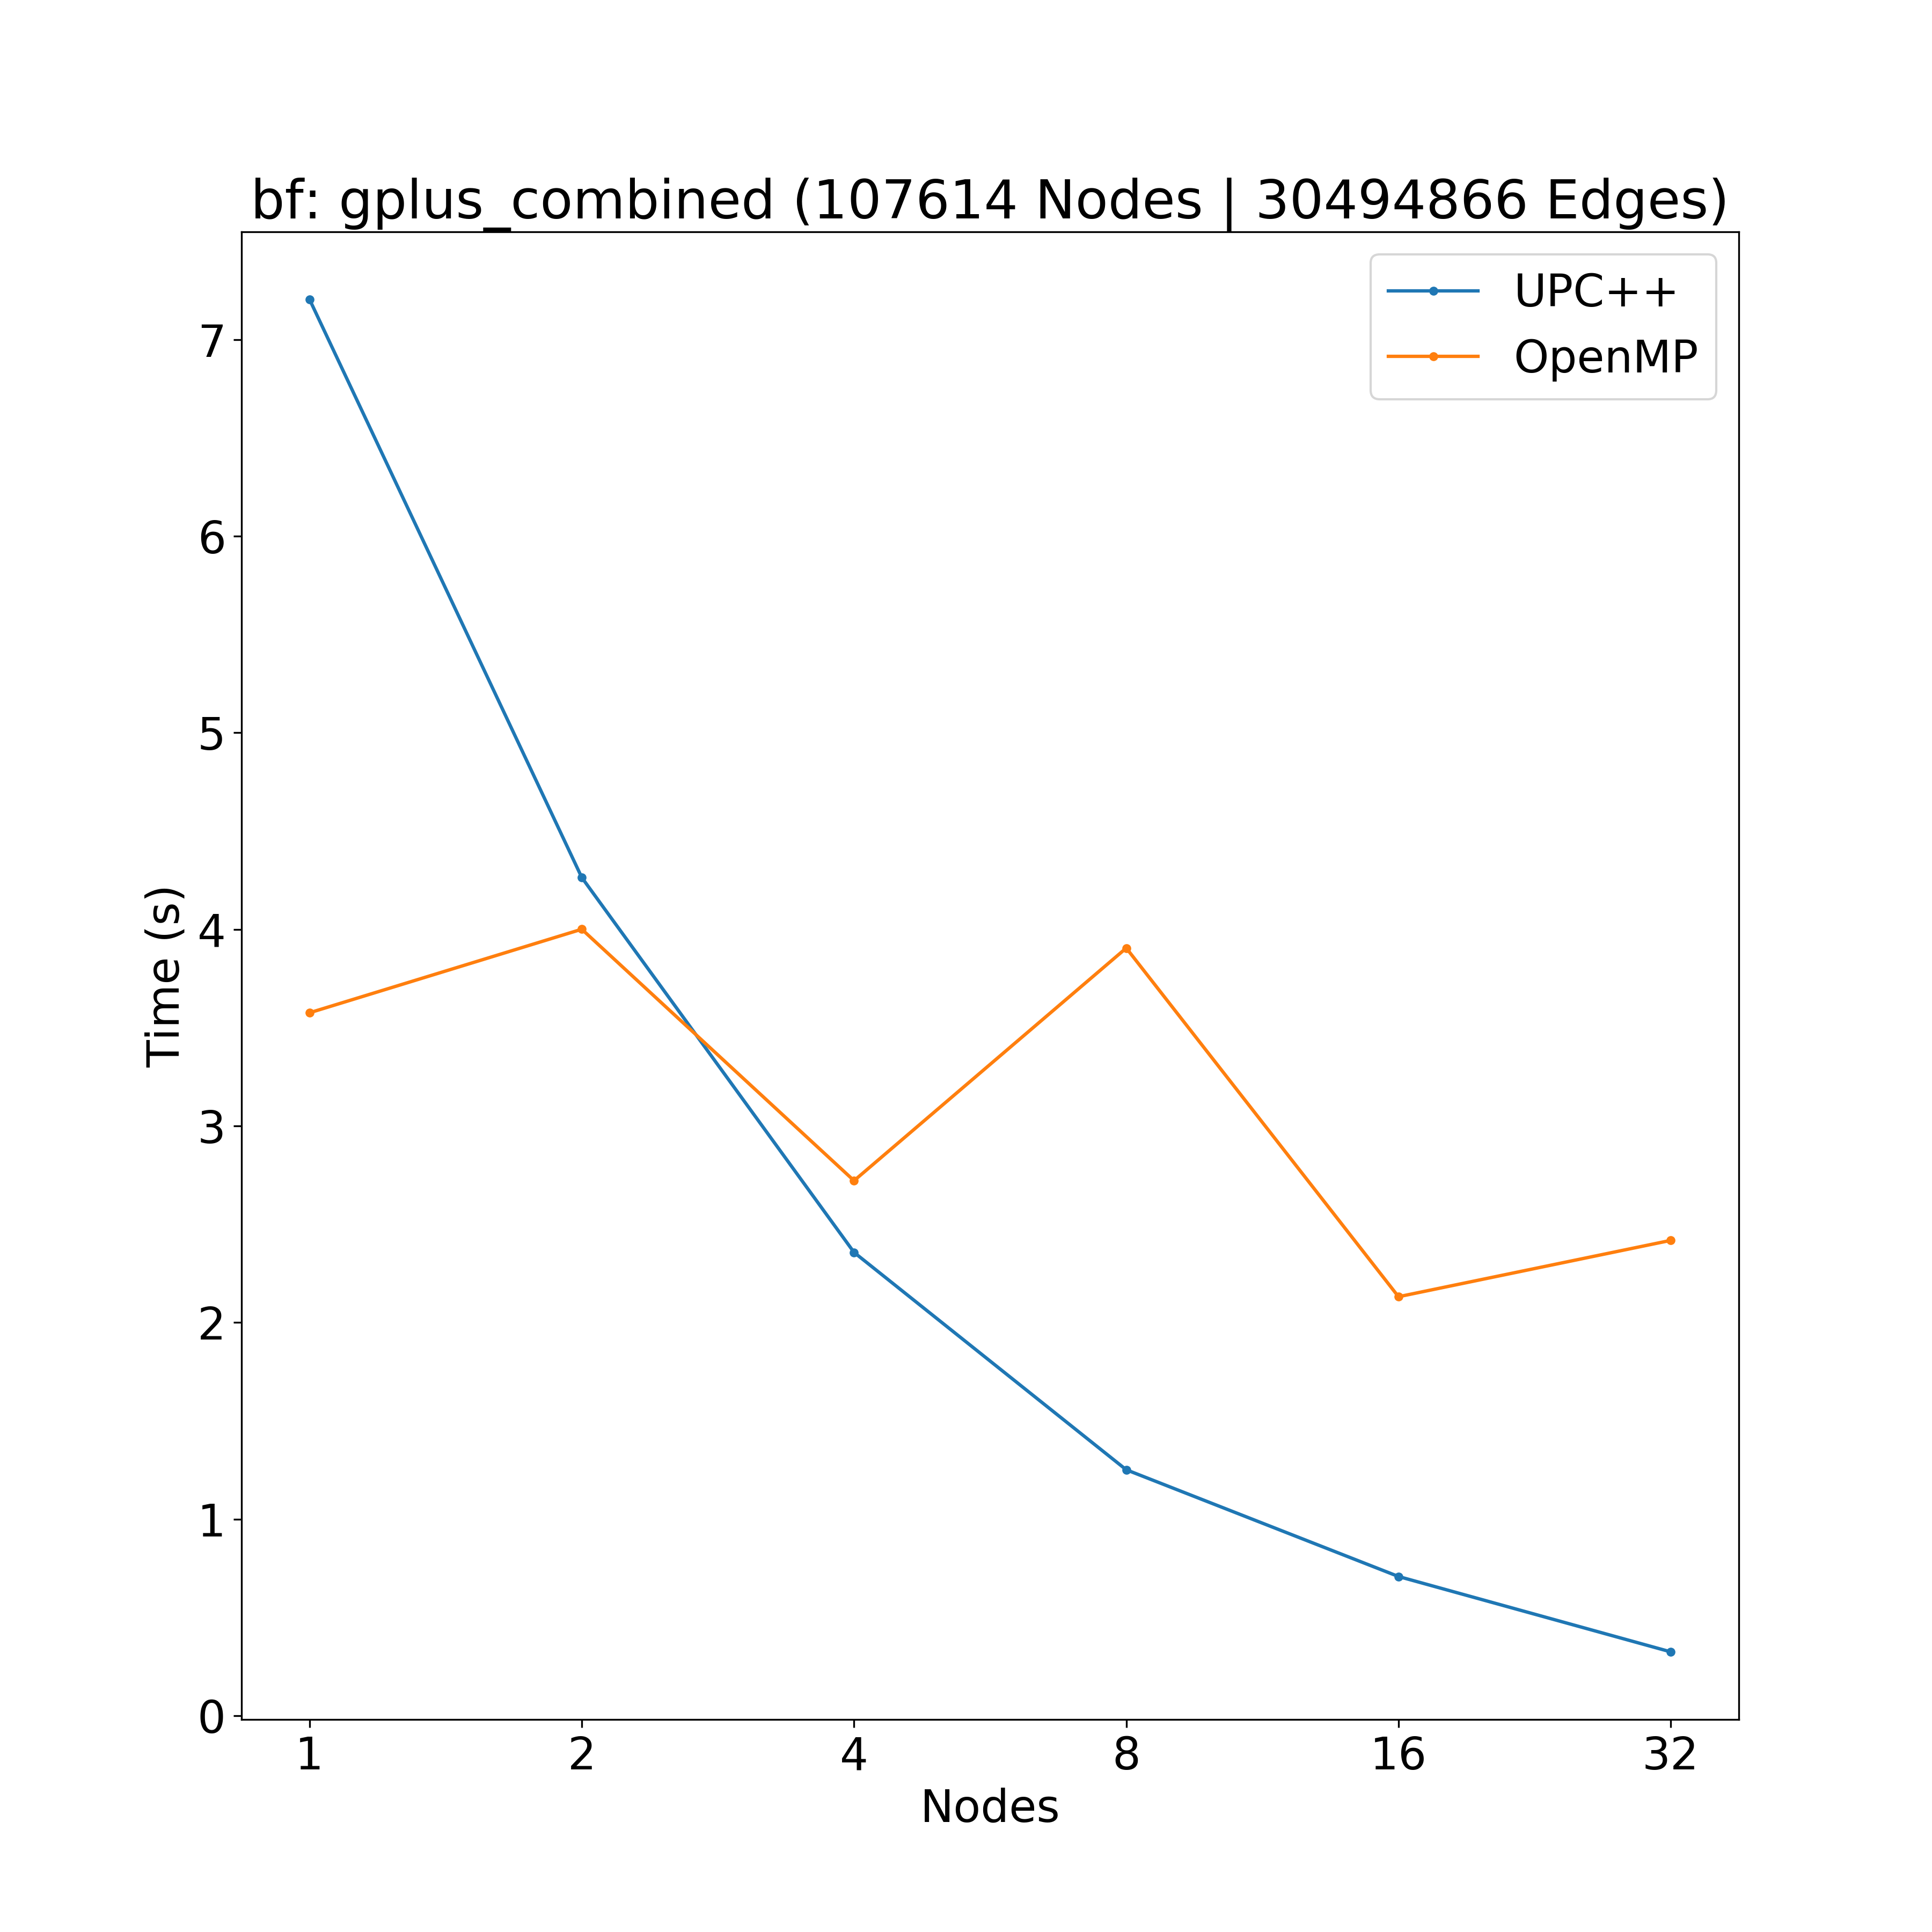 bf: gplus_combined (107614 Nodes | 30494866 Edges)
UPC++
OpenMP
Time (s)
7
6
5
4
3
2
1
0
1 2 4 8 16 32
Nodes